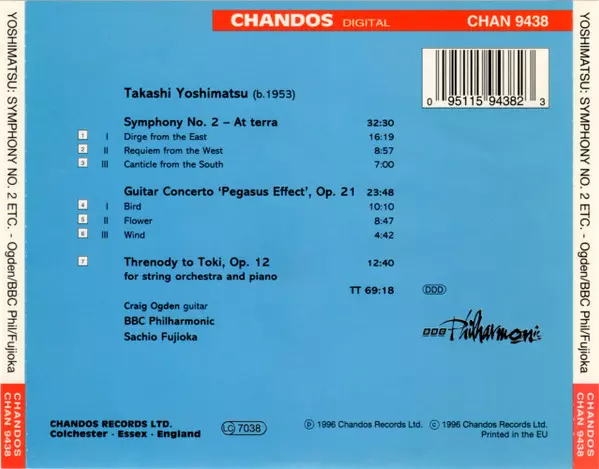 CHANDOS DIGITAL CHAN 9438
YOSHIMATSU: SYMPHONY NO. 2 ETC. - Ogden/BBC Phil/Fujioka
CHANDOS
CHAN 9438
0 95115 94382 3
Takashi Yoshimatsu (b.1953)
Symphony No. 2 – At terra 32:30
1 I Dirge from the East 16:19
2 II Requiem from the West 8:57
3 III Canticle from the South 7:00
Guitar Concerto ‘Pegasus Effect’, Op. 21 23:48
4 I Bird 10:10
5 II Flower 8:47
6 III Wind 4:42
7 Threnody to Toki, Op. 12 12:40
for string orchestra and piano
TT 69:18 DDD
Craig Ogden guitar
BBC Philharmonic
Sachio Fujioka
BBC Philharmonic
CHANDOS RECORDS LTD.
Colchester - Essex - England
LC 7038
℗ 1996 Chandos Records Ltd. © 1996 Chandos Records Ltd.
Printed in the EU
YOSHIMATSU: SYMPHONY NO. 2 ETC. - Ogden/BBC Phil/Fujioka
CHANDOS
CHAN 9438